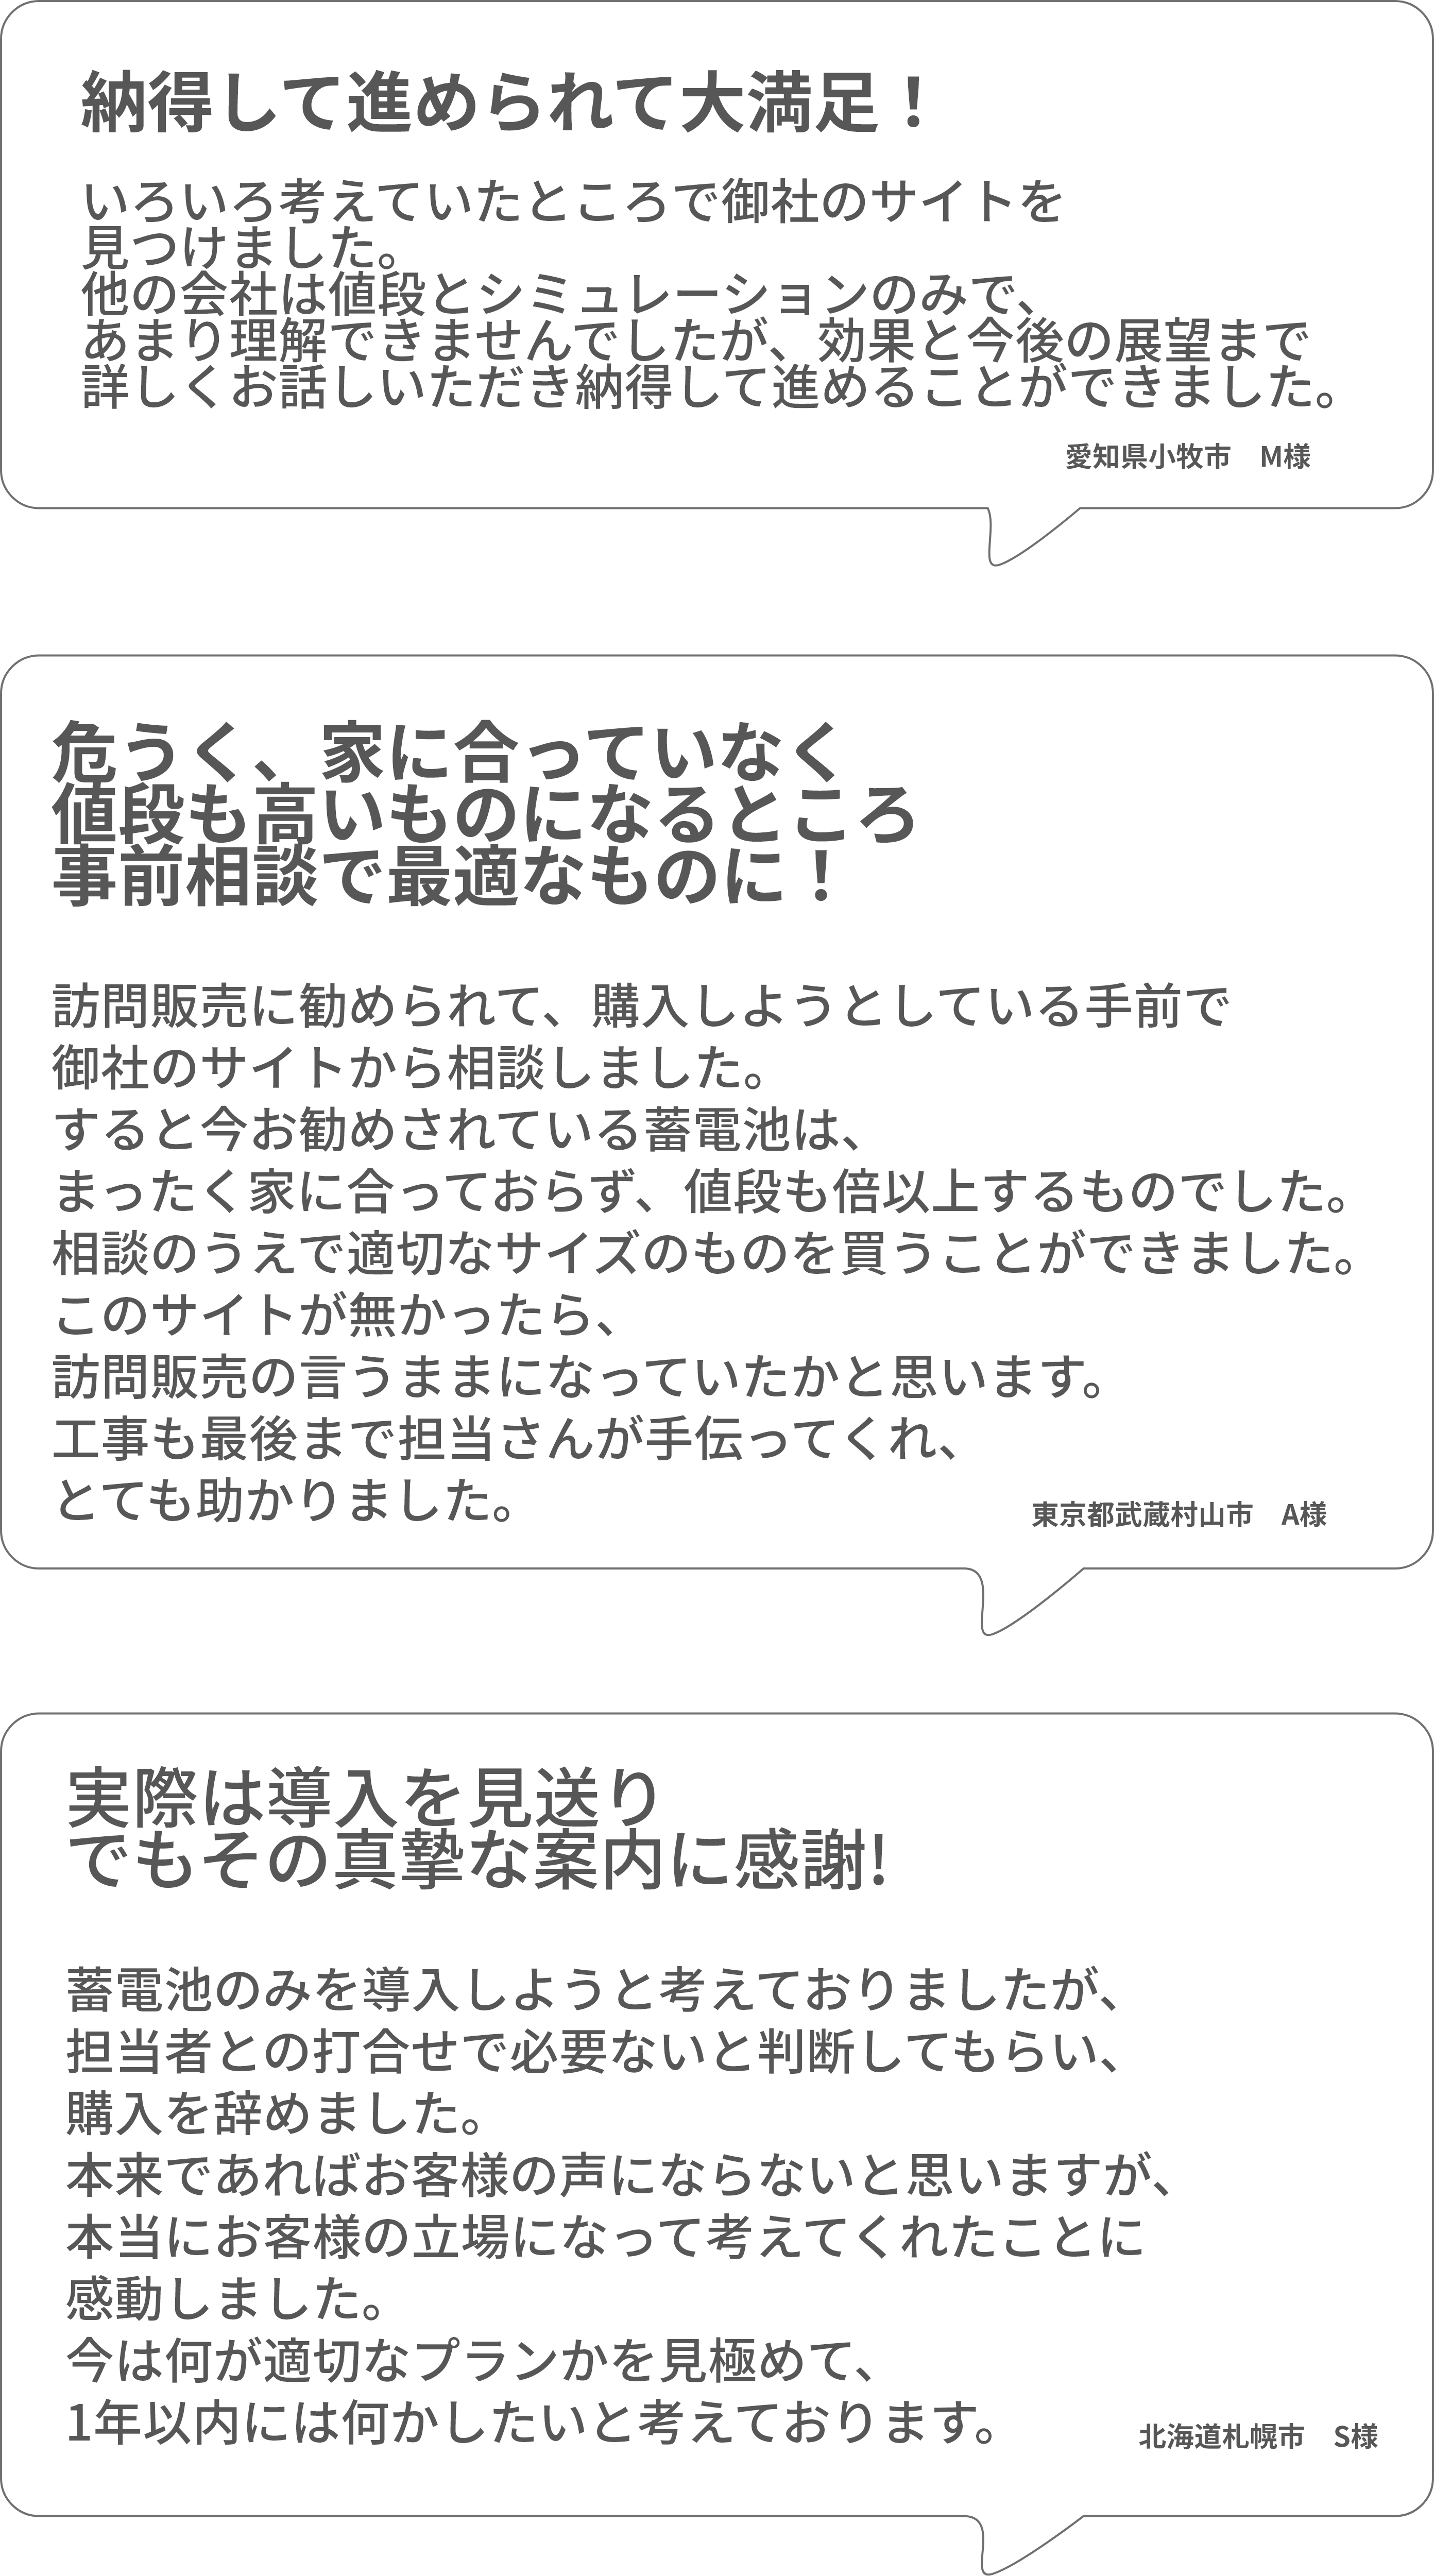 納得して進められて大満足！
いろいろ考えていたところで御社のサイトを
見つけました。
他の会社は値段とシミュレーションのみで、
あまり理解できませんでしたが、効果と今後の展望まで
詳しくお話しいただき納得して進めることができました。
愛知県小牧市　M様
危うく、家に合っていなく
値段も高いものになるところ
事前相談で最適なものに！
訪問販売に勧められて、購入しようとしている手前で
御社のサイトから相談しました。
すると今お勧めされている蓄電池は、
まったく家に合っておらず、値段も倍以上するものでした。
相談のうえで適切なサイズのものを買うことができました。
このサイトが無かったら、
訪問販売の言うままになっていたかと思います。
工事も最後まで担当さんが手伝ってくれ、
とても助かりました。
東京都武蔵村山市　A様
実際は導入を見送り
でもその真摯な案内に感謝!
蓄電池のみを導入しようと考えておりましたが、
担当者との打合せで必要ないと判断してもらい、
購入を辞めました。
本来であればお客様の声にならないと思いますが、
本当にお客様の立場になって考えてくれたことに
感動しました。
今は何が適切なプランかを見極めて、
1年以内には何かしたいと考えております。
北海道札幌市　S様